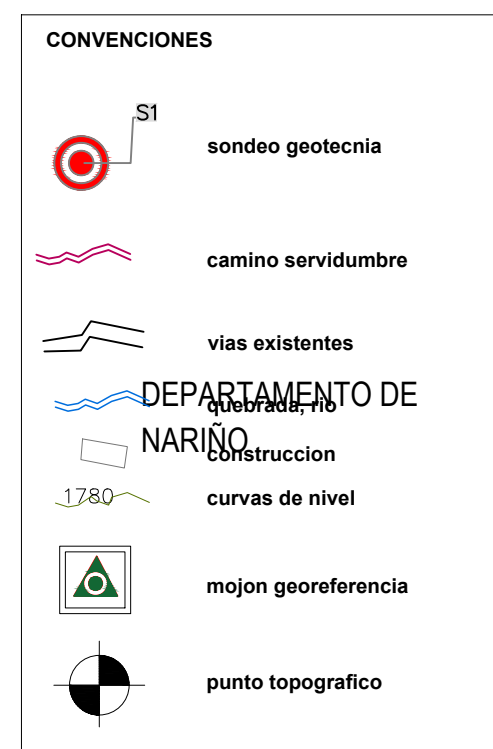 CONVENCIONES
S1
sondeo geotecnia
camino servidumbre
vias existentes
DEPARTAMENTO DE
quebrada, rio
NARIÑO
construccion
1780
curvas de nivel
mojon georeferencia
punto topografico